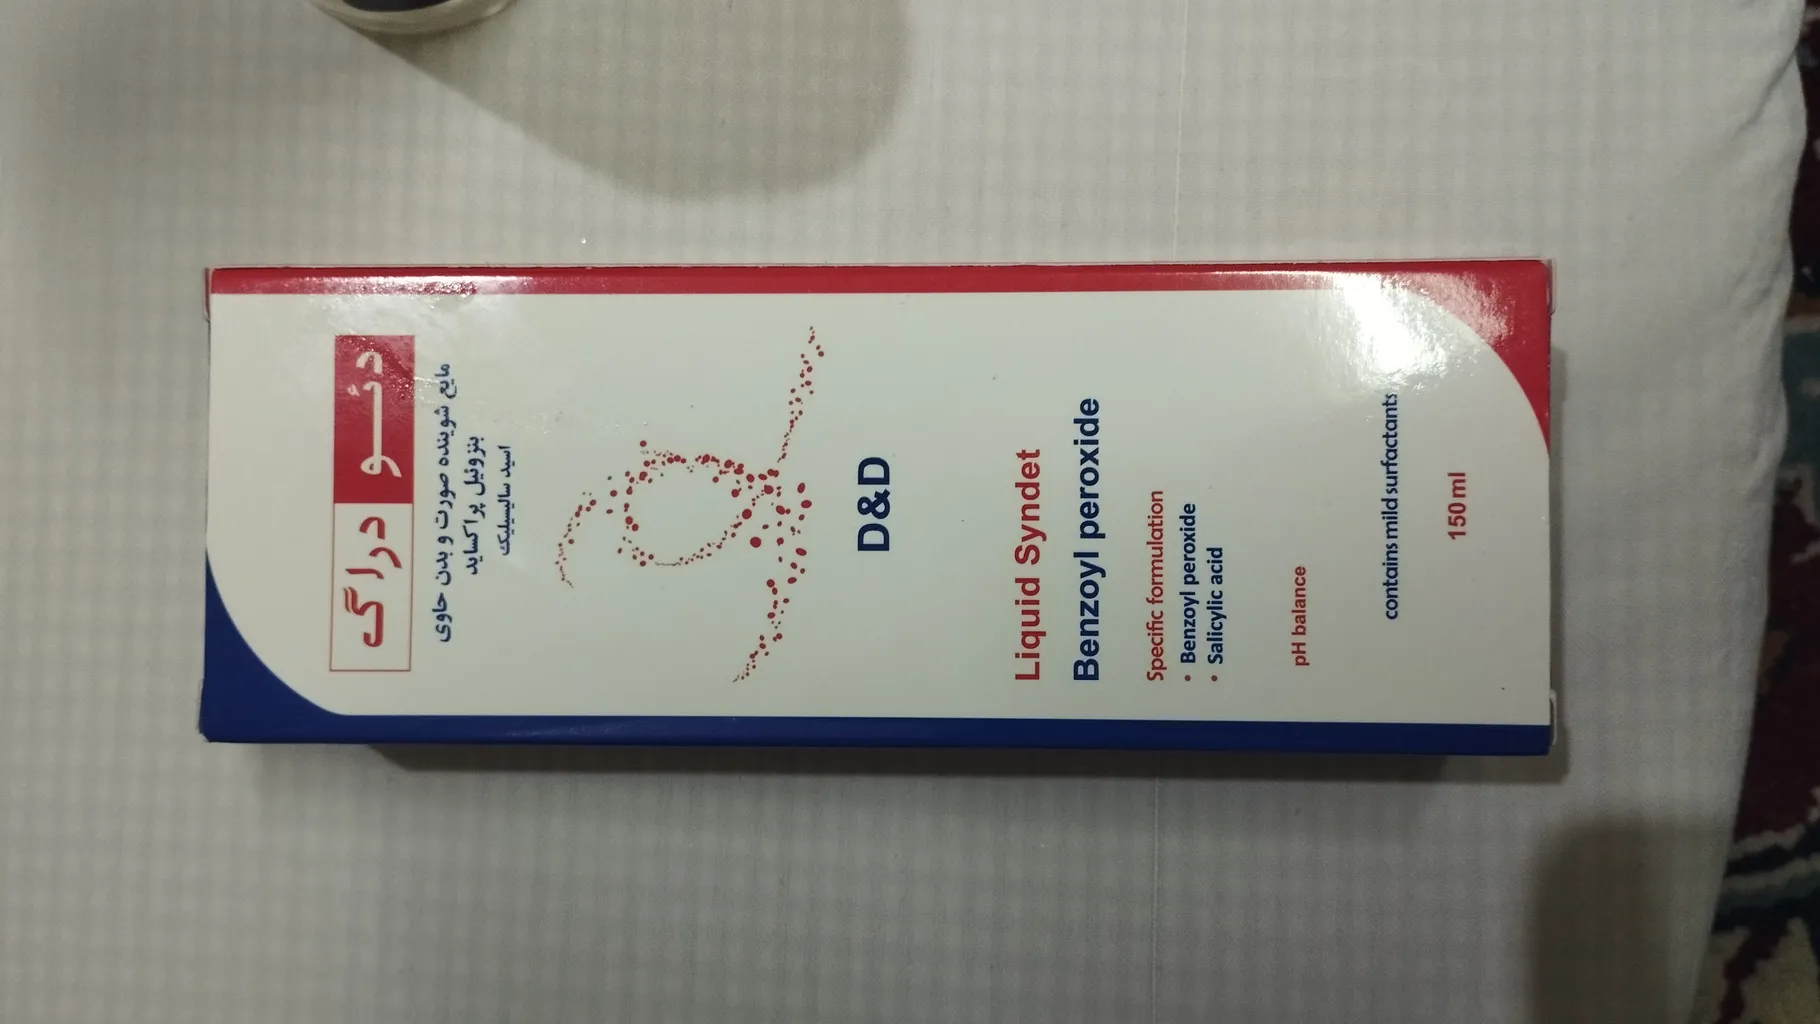 دئو دراگ
مایع شوینده صورت و بدن حاوی
بنزوئیل پراکساید
اسید سالیسیلیک
D&D
Liquid Syndet
Benzoyl peroxide
Specific formulation
• Benzoyl peroxide
• Salicylic acid
pH balance
contains mild surfactants
150 ml